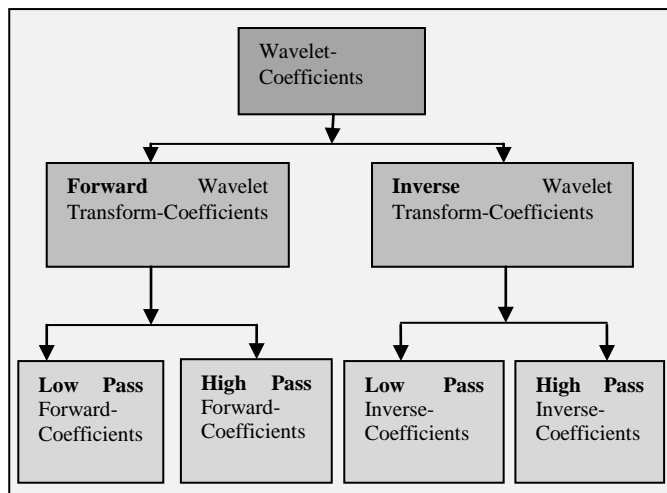 Wavelet-
Coefficients
Forward Wavelet
Transform-Coefficients
Inverse Wavelet
Transform-Coefficients
Low Pass
Forward-
Coefficients
High Pass
Forward-
Coefficients
Low Pass
Inverse-
Coefficients
High Pass
Inverse-
Coefficients